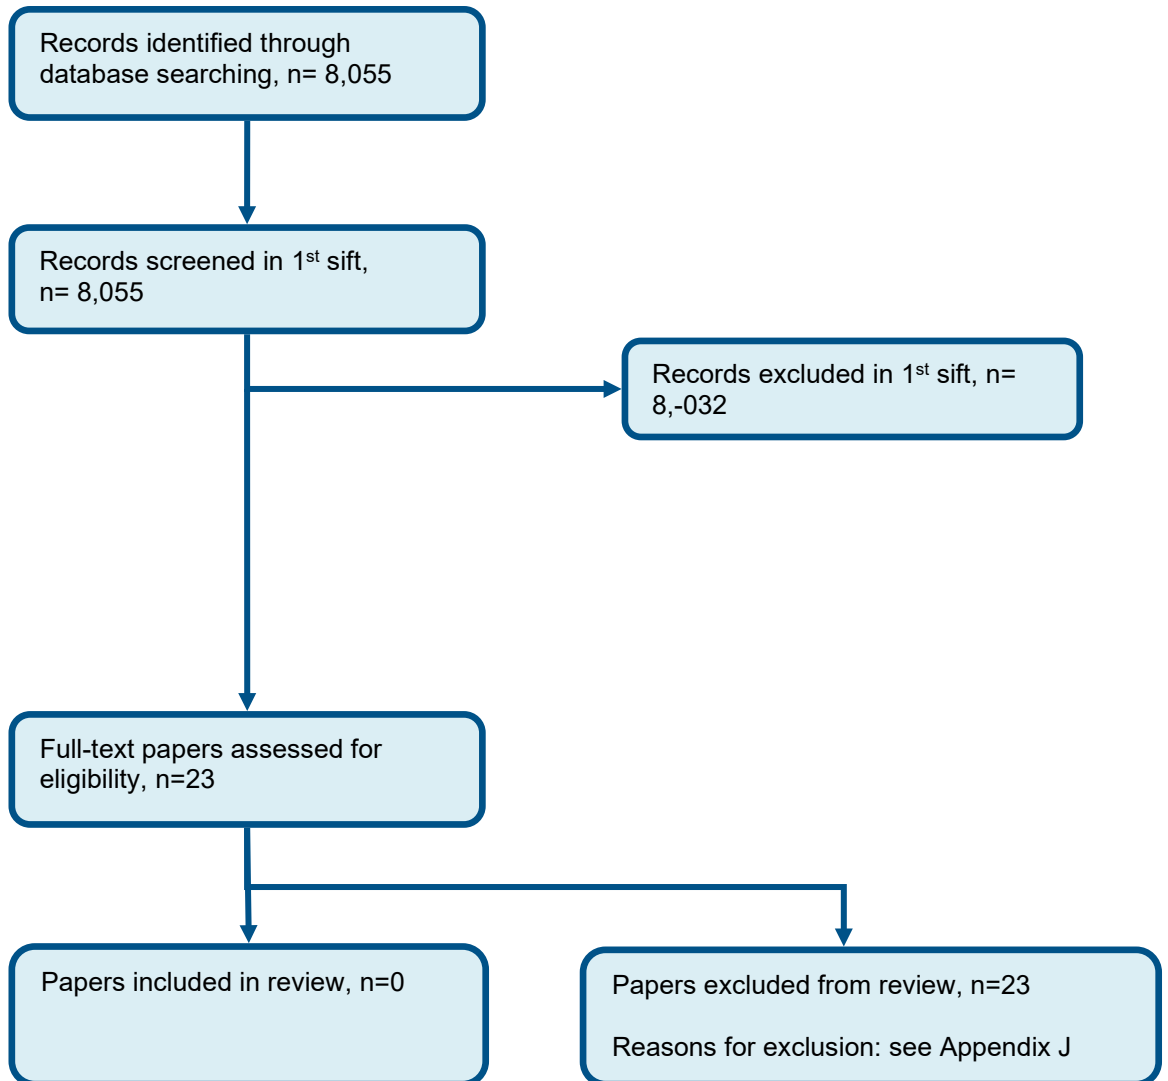 Records identified through
database searching, n= 8,055
Records screened in 1st sift,
n= 8,055
Records excluded in 1st sift, n=
8,-032
Full-text papers assessed for
eligibility, n=23
Papers included in review, n=0
Papers excluded from review, n=23
Reasons for exclusion: see Appendix J